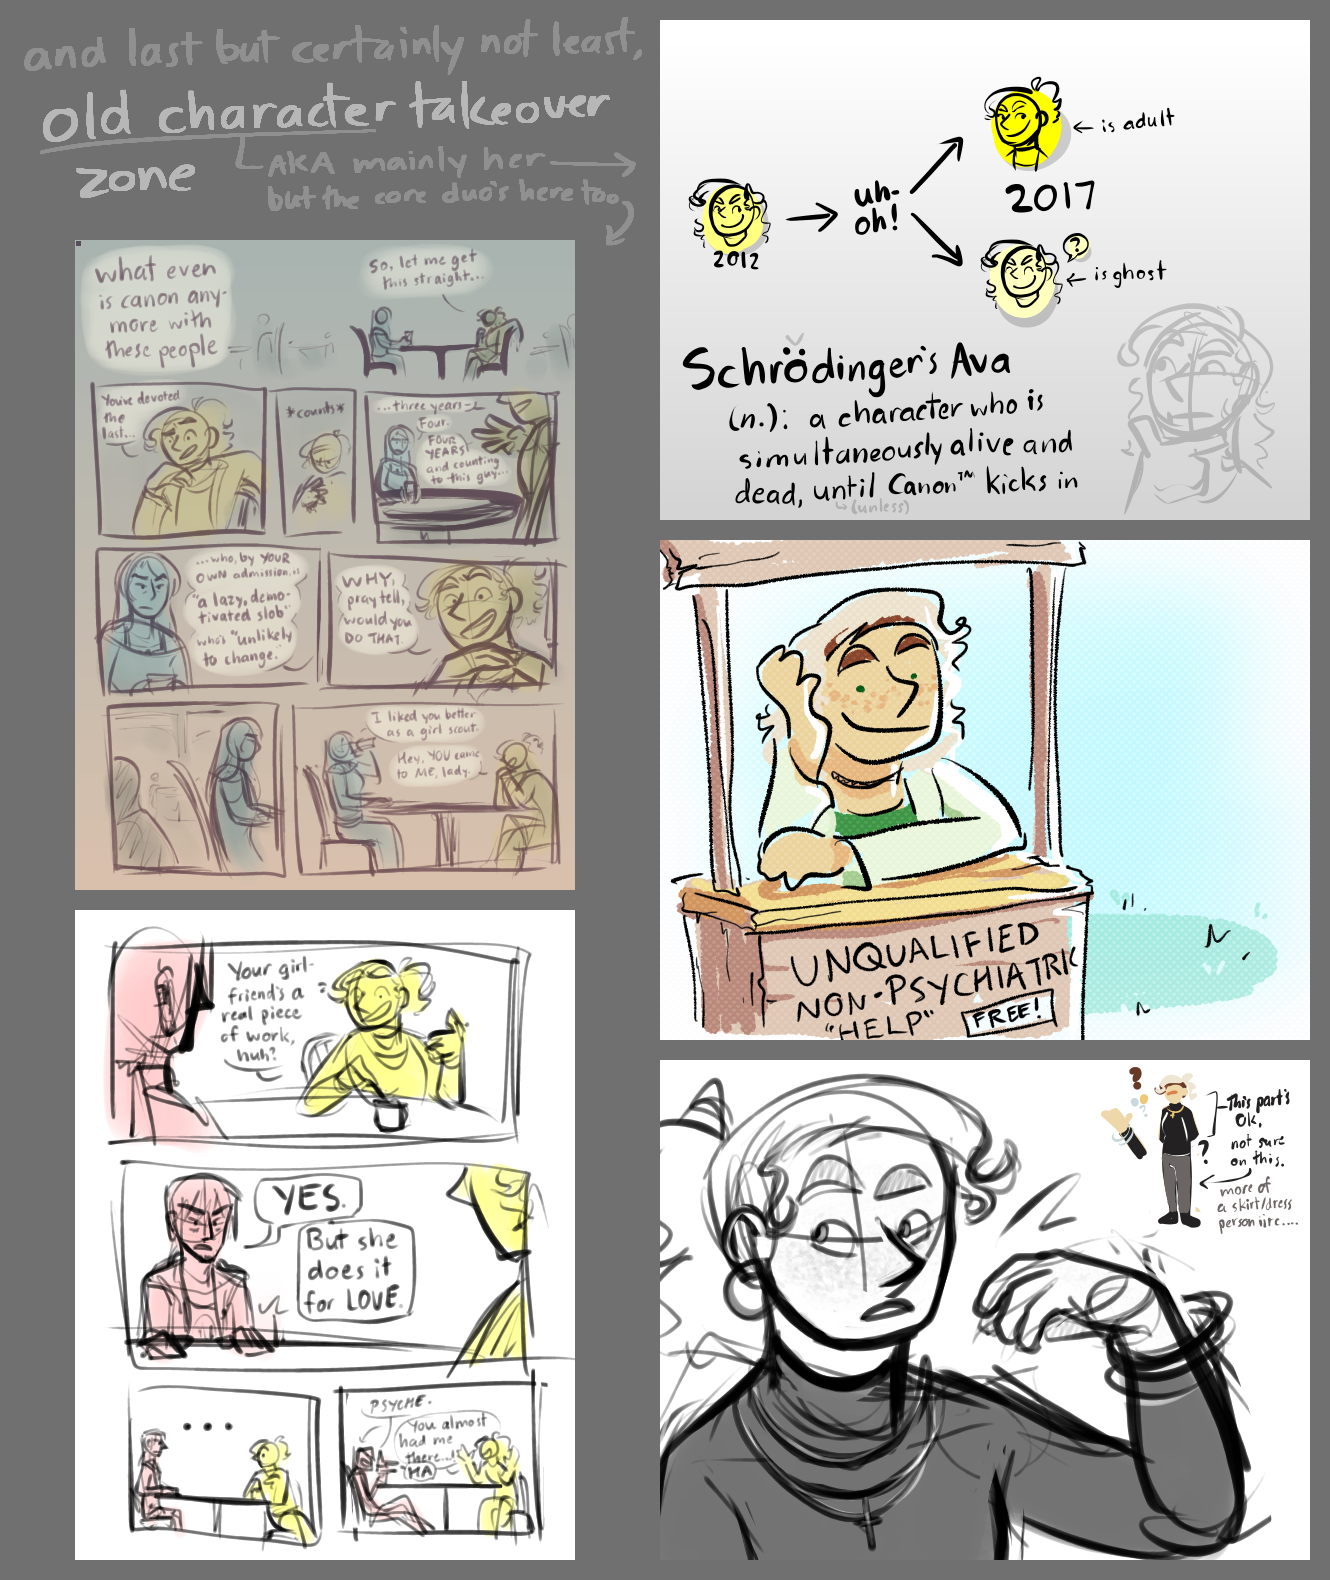 and last but certainly not least,
old character takeover
zone
AKA mainly her
but the core duo's here too
what even
is canon any-
more with
these people
So, let me get
this straight...
You've devoted
the
last...
*counts*
...three years-
Four.
FOUR
YEARS!
and counting
to this guy...
...who, by YOUR
OWN admission, is
"a lazy, demo-
tivated slob"
who's "unlikely
to change."
WHY,
pray tell,
would you
DO THAT.
I liked you better
as a girl scout.
Hey, YOU came
to ME, lady.
Your girl-
friend's a
real piece
of work,
huh?
YES.
But she
does it
for LOVE.
...
PSYCHE.
You almost
had me
there...
HA
2012
uh-
oh!
is adult
2017
?
is ghost
Schrödinger's Ava
(n.): a character who is
simultaneously alive and
dead, until Canon™ kicks in
(unless)
UNQUALIFIED
NON-PSYCHIATRIC
"HELP"
FREE!
?
?
This part's
OK,
not sure
on this.
?
more of
a skirt/dress
person